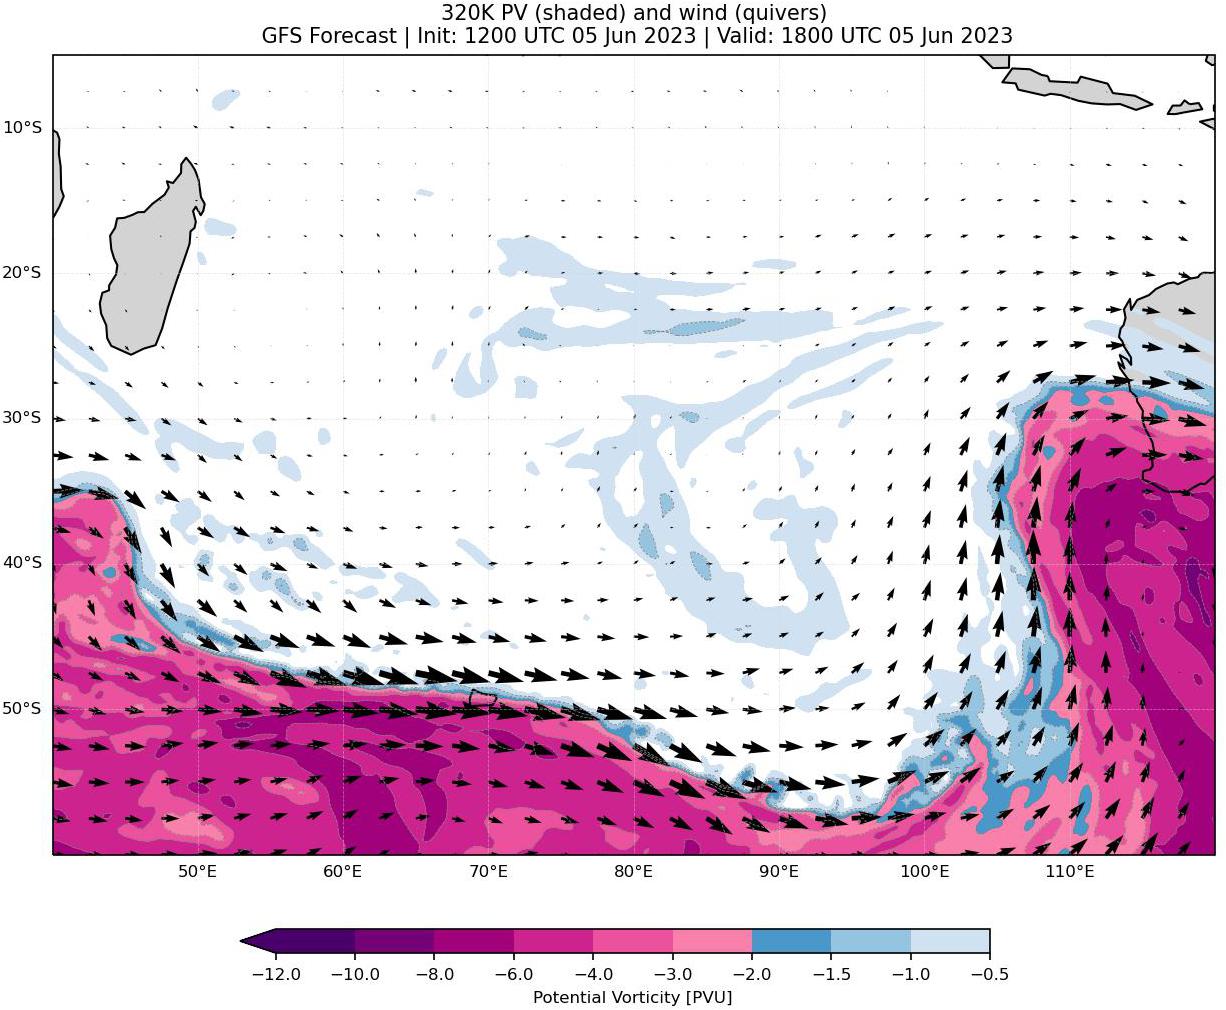 320K PV (shaded) and wind (quivers)
GFS Forecast | Init: 1200 UTC 05 Jun 2023 | Valid: 1800 UTC 05 Jun 2023
10°S
20°S
30°S
40°S
50°S
50°E 60°E 70°E 80°E 90°E 100°E 110°E
−12.0 −10.0 −8.0 −6.0 −4.0 −3.0 −2.0 −1.5 −1.0 −0.5
Potential Vorticity [PVU]